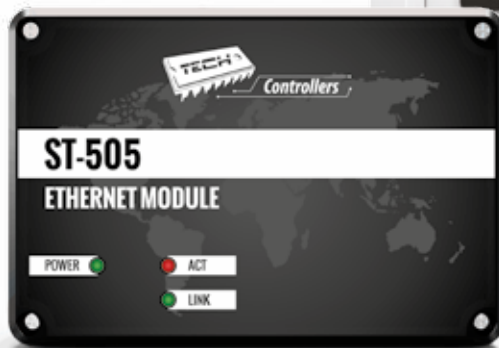 TECH
Controllers
ST-505
ETHERNET MODULE
POWER
ACT
LINK